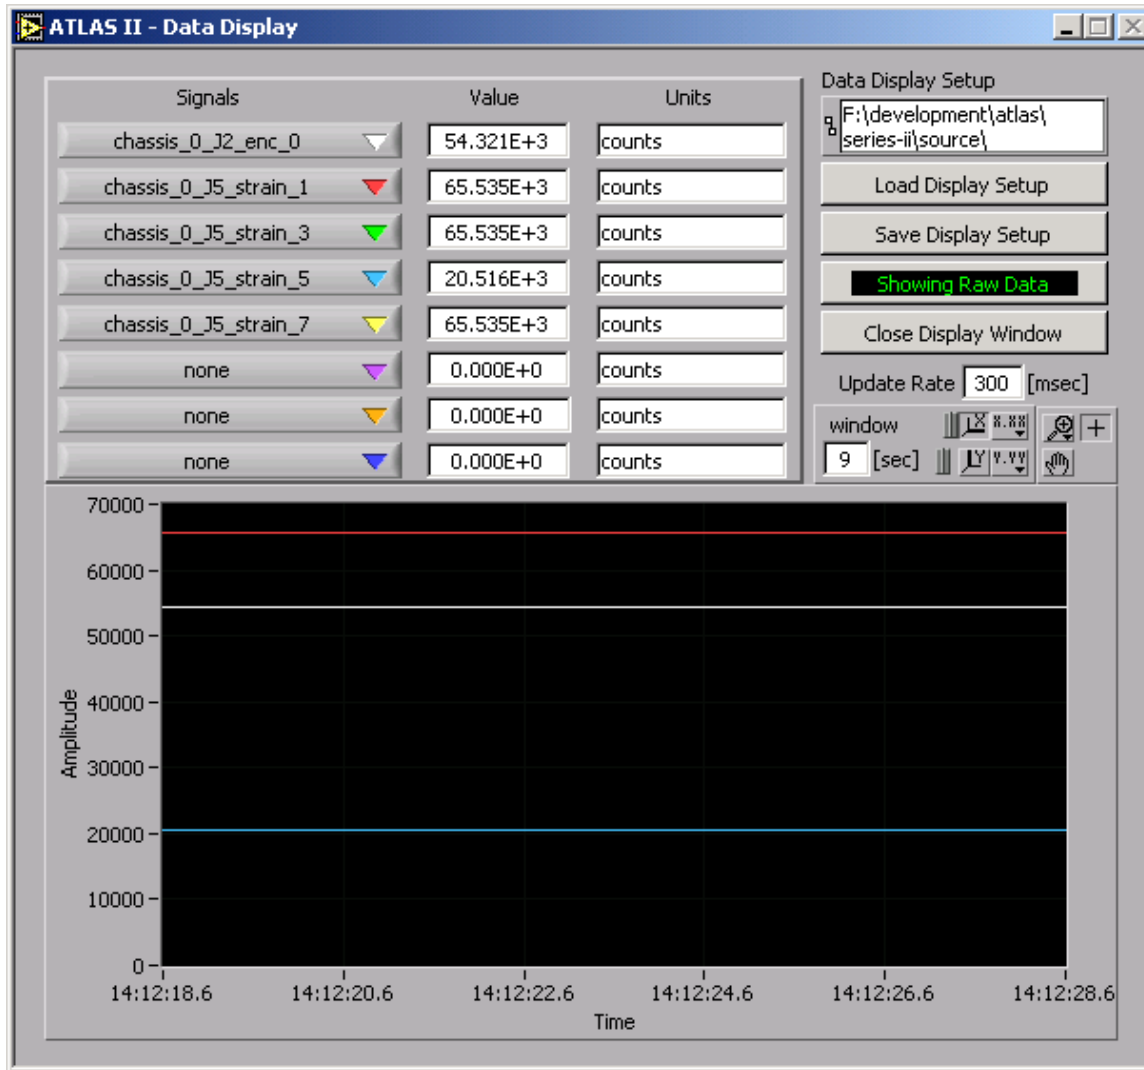 ATLAS II - Data Display
Signals Value Units
chassis_0_J2_enc_0 54.321E+3 counts
chassis_0_J5_strain_1 65.535E+3 counts
chassis_0_J5_strain_3 65.535E+3 counts
chassis_0_J5_strain_5 20.516E+3 counts
chassis_0_J5_strain_7 65.535E+3 counts
none 0.000E+0 counts
none 0.000E+0 counts
none 0.000E+0 counts
Data Display Setup
F:\development\atlas\
series-ii\source\
Load Display Setup
Save Display Setup
Showing Raw Data
Close Display Window
Update Rate 300 [msec]
window X X.XX
9 [sec] Y Y.YY
70000
60000
50000
40000
30000
20000
10000
0
Amplitude
14:12:18.6 14:12:20.6 14:12:22.6 14:12:24.6 14:12:26.6 14:12:28.6
Time